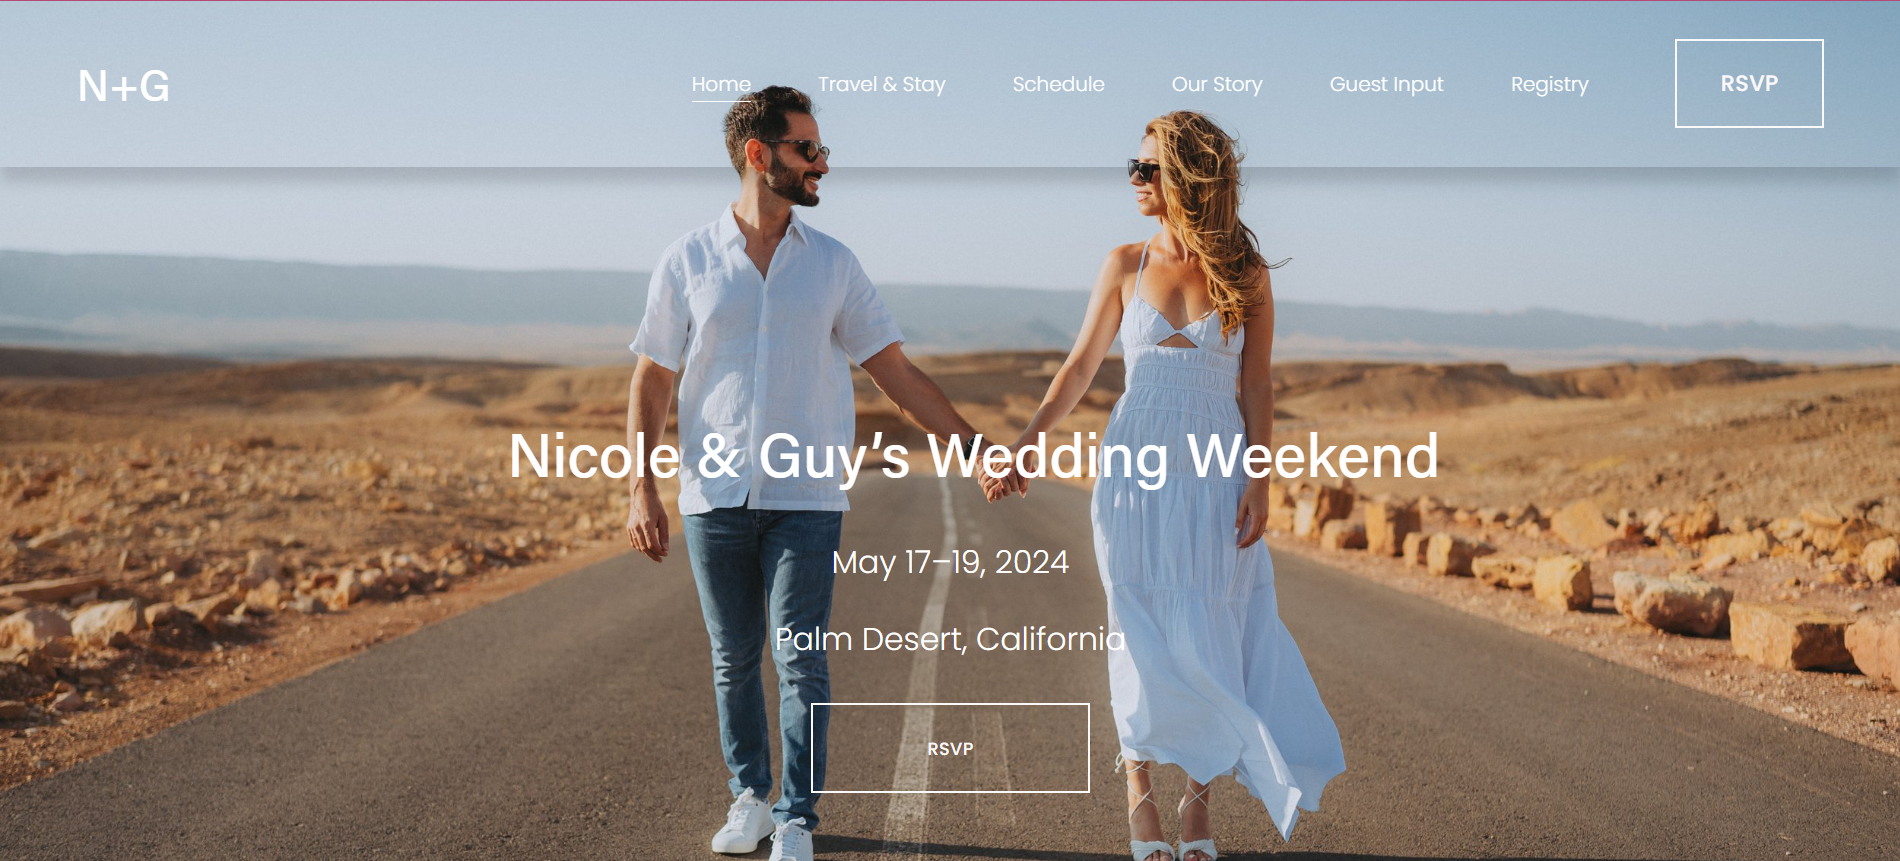 N+G
Home Travel & Stay Schedule Our Story Guest Input Registry RSVP
Nicole & Guy’s Wedding Weekend
May 17–19, 2024
Palm Desert, California
RSVP